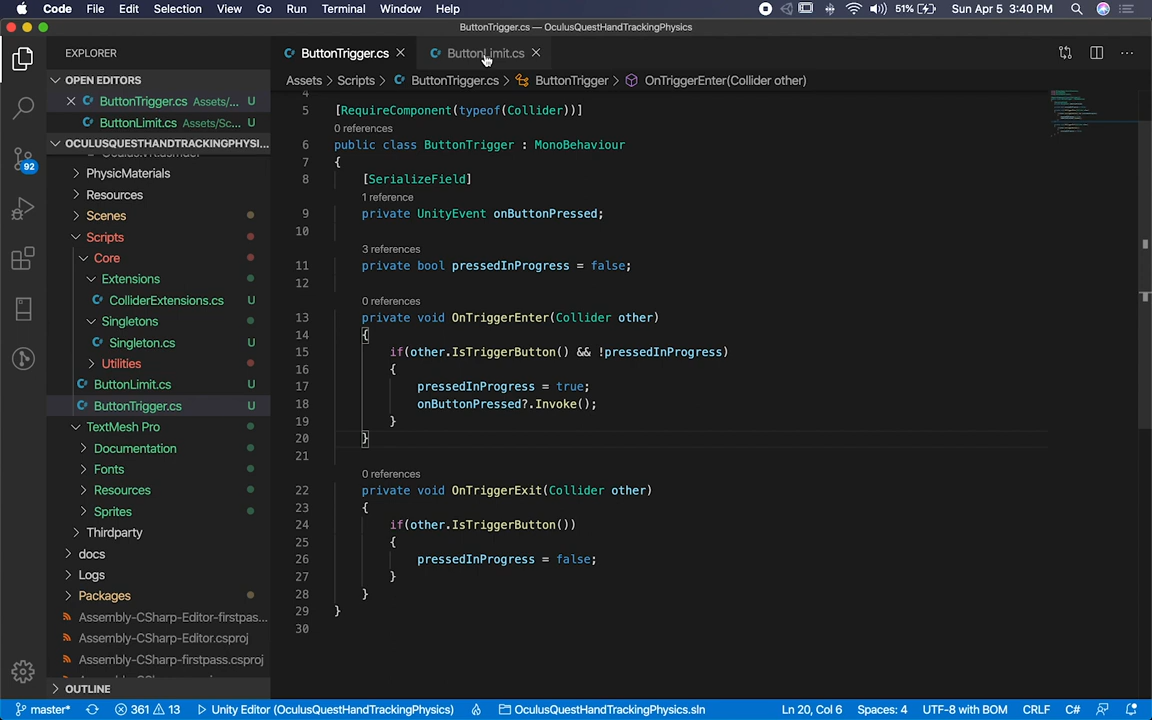 Code File Edit Selection View Go Run Terminal Window Help 51% Sun Apr 5 3:40 PM
ButtonTrigger.cs — OculusQuestHandTrackingPhysics
EXPLORER
OPEN EDITORS
ButtonTrigger.cs Assets/... U
ButtonLimit.cs Assets/Sc... U
OCULUSQUESTHANDTRACKINGPHYSI...
PhysicMaterials
Resources
Scenes
Scripts
Core
Extensions
ColliderExtensions.cs U
Singletons
Singleton.cs U
Utilities
ButtonLimit.cs U
ButtonTrigger.cs U
TextMesh Pro
Documentation
Fonts
Resources
Sprites
Thirdparty
docs
Logs
Packages
Assembly-CSharp-Editor-firstpas...
Assembly-CSharp-Editor.csproj
Assembly-CSharp-firstpass.csproj
OUTLINE
92
ButtonTrigger.cs ButtonLimit.cs
Assets > Scripts > ButtonTrigger.cs > ButtonTrigger > OnTriggerEnter(Collider other)
4
5 [RequireComponent(typeof(Collider))]
0 references
6 public class ButtonTrigger : MonoBehaviour
7 {
8 [SerializeField]
1 reference
9 private UnityEvent onButtonPressed;
10
3 references
11 private bool pressedInProgress = false;
12
0 references
13 private void OnTriggerEnter(Collider other)
14 {
15 if(other.IsTriggerButton() && !pressedInProgress)
16 {
17 pressedInProgress = true;
18 onButtonPressed?.Invoke();
19 }
20 }
21
0 references
22 private void OnTriggerExit(Collider other)
23 {
24 if(other.IsTriggerButton())
25 {
26 pressedInProgress = false;
27 }
28 }
29 }
30
master* 361 13 Unity Editor (OculusQuestHandTrackingPhysics) OculusQuestHandTrackingPhysics.sln Ln 20, Col 6 Spaces: 4 UTF-8 with BOM CRLF C#